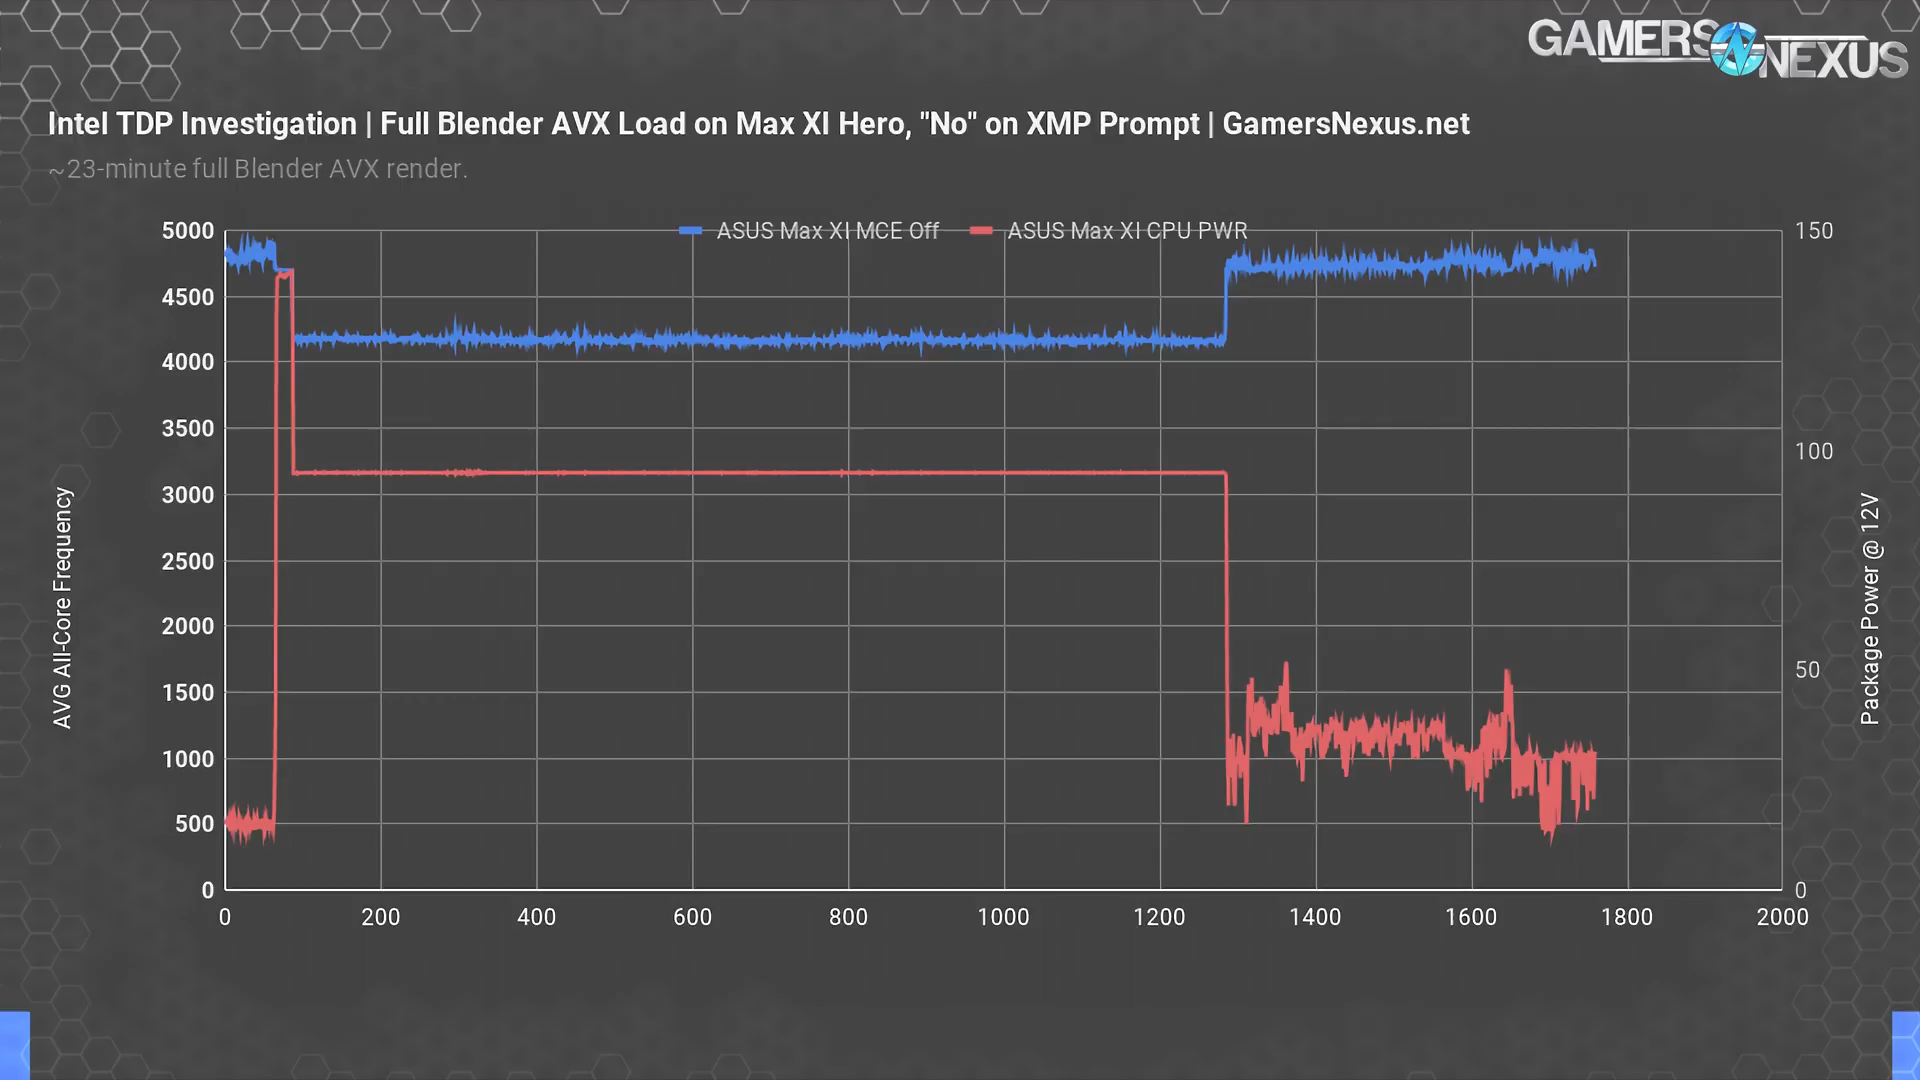 GAMERS NEXUS
Intel TDP Investigation | Full Blender AVX Load on Max XI Hero, "No" on XMP Prompt | GamersNexus.net
~23-minute full Blender AVX render.
ASUS Max XI MCE Off
ASUS Max XI CPU PWR
AVG All-Core Frequency
5000
4500
4000
3500
3000
2500
2000
1500
1000
500
0
150
100
50
0
Package Power @ 12V
0 200 400 600 800 1000 1200 1400 1600 1800 2000